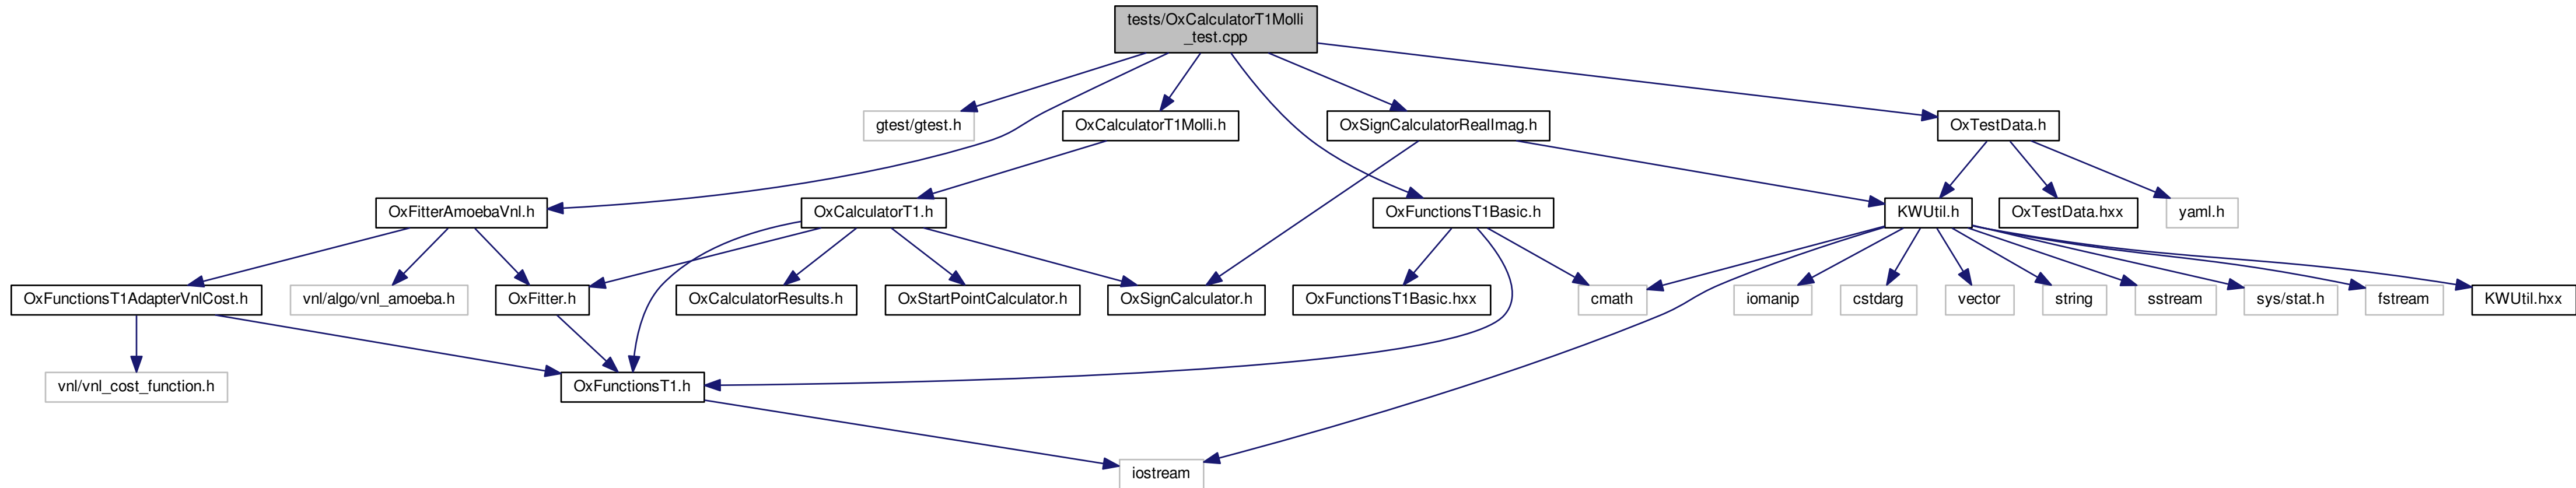 tests/OxCalculatorT1Molli
_test.cpp
gtest/gtest.h
OxCalculatorT1Molli.h
OxSignCalculatorRealImag.h
OxTestData.h
OxFitterAmoebaVnl.h
OxCalculatorT1.h
OxFunctionsT1Basic.h
KWUtil.h
OxTestData.hxx
yaml.h
OxFunctionsT1AdapterVnlCost.h
vnl/algo/vnl_amoeba.h
OxFitter.h
OxCalculatorResults.h
OxStartPointCalculator.h
OxSignCalculator.h
OxFunctionsT1Basic.hxx
cmath
iomanip
cstdarg
vector
string
sstream
sys/stat.h
fstream
KWUtil.hxx
vnl/vnl_cost_function.h
OxFunctionsT1.h
iostream